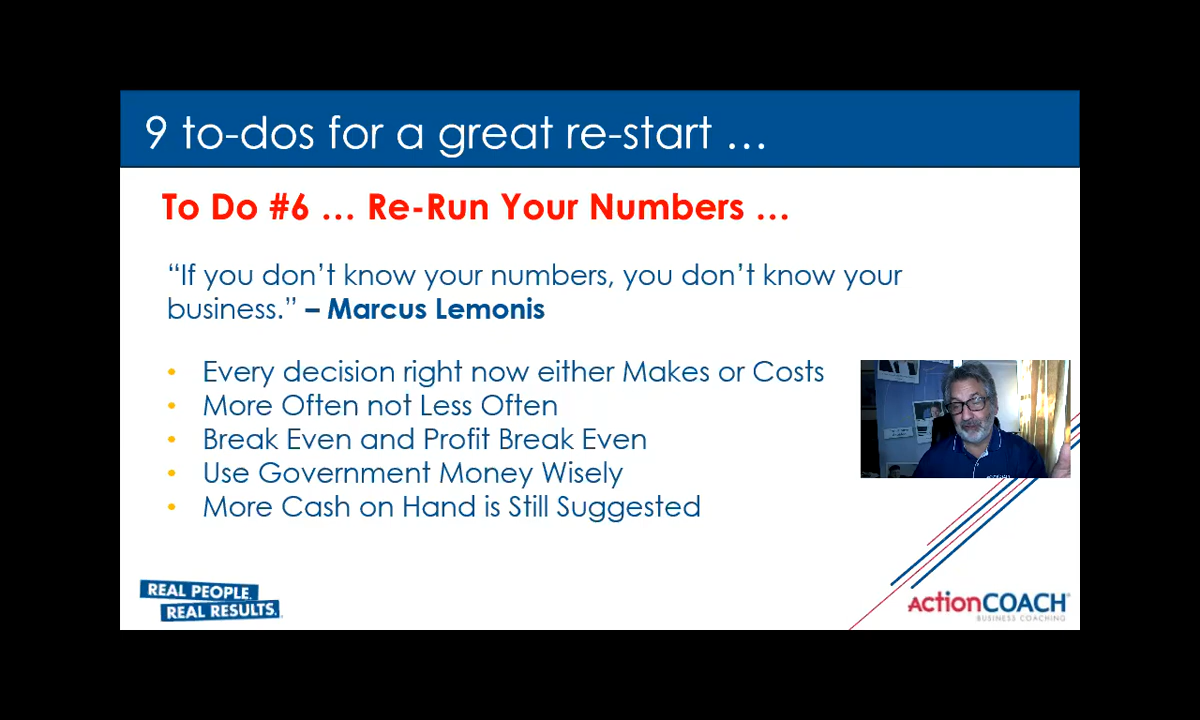 9 to-dos for a great re-start …
To Do #6 … Re-Run Your Numbers …
“If you don’t know your numbers, you don’t know your
business.” – Marcus Lemonis
• Every decision right now either Makes or Costs
• More Often not Less Often
• Break Even and Profit Break Even
• Use Government Money Wisely
• More Cash on Hand is Still Suggested
REAL PEOPLE.
REAL RESULTS.
ActionCOACH®
BUSINESS COACHING